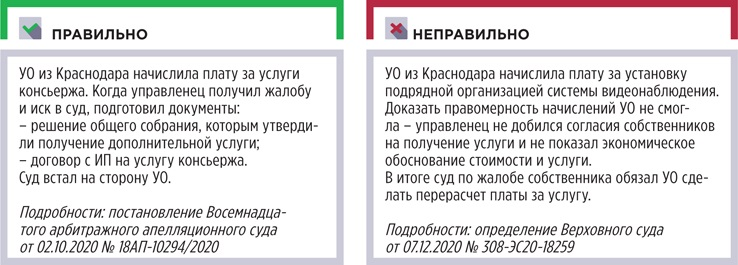 ПРАВИЛЬНО
УО из Краснодара начислила плату за услуги
консьержа. Когда управленец получил жалобу
и иск в суд, подготовил документы:
– решение общего собрания, которым утверди-
ли получение дополнительной услуги;
– договор с ИП на услугу консьержа.
Суд встал на сторону УО.
Подробности: постановление Восемнадца-
того арбитражного апелляционного суда
от 02.10.2020 № 18АП-10294/2020
НЕПРАВИЛЬНО
УО из Краснодара начислила плату за установку
подрядной организацией системы видеонаблюдения.
Доказать правомерность начислений УО не смог-
ла – управленец не добился согласия собственников
на получение услуги и не показал экономическое
обоснование стоимости и услуги.
В итоге суд по жалобе собственника обязал УО сде-
лать перерасчет платы за услугу.
Подробности: определение Верховного суда
от 07.12.2020 № 308-ЭС20-18259